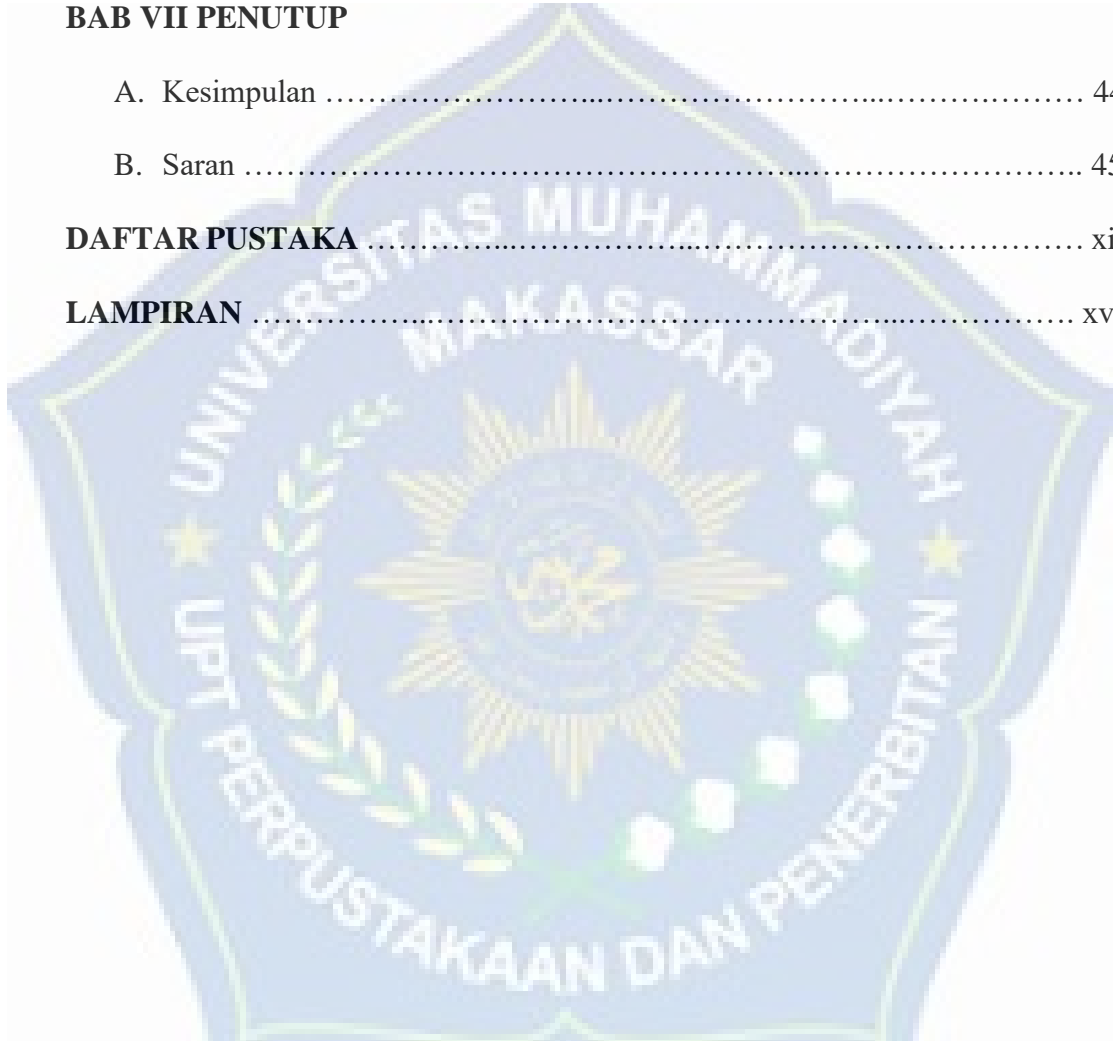 BAB VII PENUTUP
A. Kesimpulan ……………………...……………………...……….……… 44
B. Saran ………………………………………………...…………………….. 45
DAFTAR PUSTAKA ……………..………………..………………………………… xi
LAMPIRAN ……………...…………………………………………...…………… xv
UNIVERSITAS MUHAMMADIYAH
MAKASSAR
UPT PERPUSTAKAAN DAN PENERBITAN